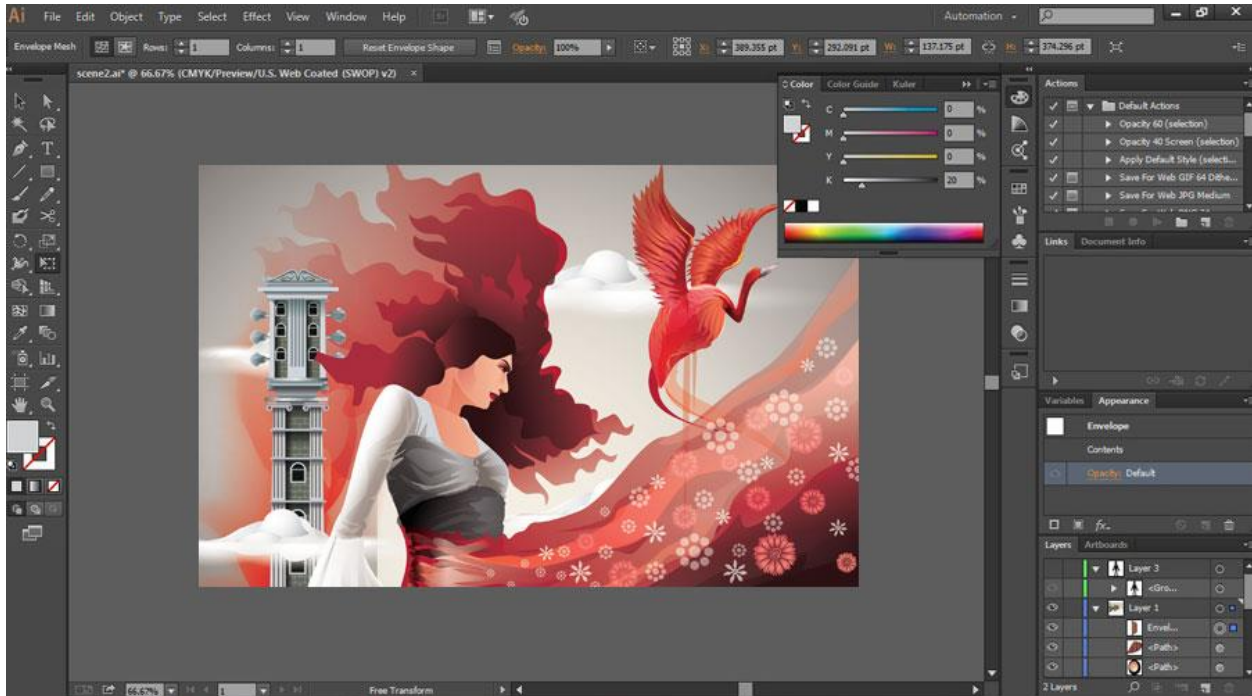 Ai File Edit Object Type Select Effect View Window Help Br Automation
Envelope Mesh Rows: 1 Columns: 1 Reset Envelope Shape Opacity: 100% X: 389.355 pt Y: 292.091 pt W: 137.175 pt H: 374.296 pt
scene2.ai* @ 66.67% (CMYK/Preview/U.S. Web Coated (SWOP) v2) ×
Color Color Guide Kuler
C 0 %
M 0 %
Y 0 %
K 20 %
Actions
Default Actions
Opacity 60 (selection)
Opacity 40 Screen (selection)
Apply Default Style (selecti...
Save For Web GIF 64 Dithe...
Save For Web JPG Medium
Links Document Info
Variables Appearance
Envelope
Contents
Opacity: Default
fx.
Layers Artboards
Layer 3
<Gro...
Layer 1
Envel...
<Path>
<Path>
2 Layers
66.67% 1 Free Transform